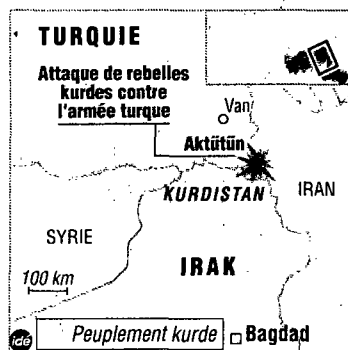 TURQUIE
Attaque de rebelles
kurdes contre
l'armée turque
Van
Aktütün
KURDISTAN
IRAN
SYRIE
IRAK
100 km
idé
Peuplement kurde
Bagdad